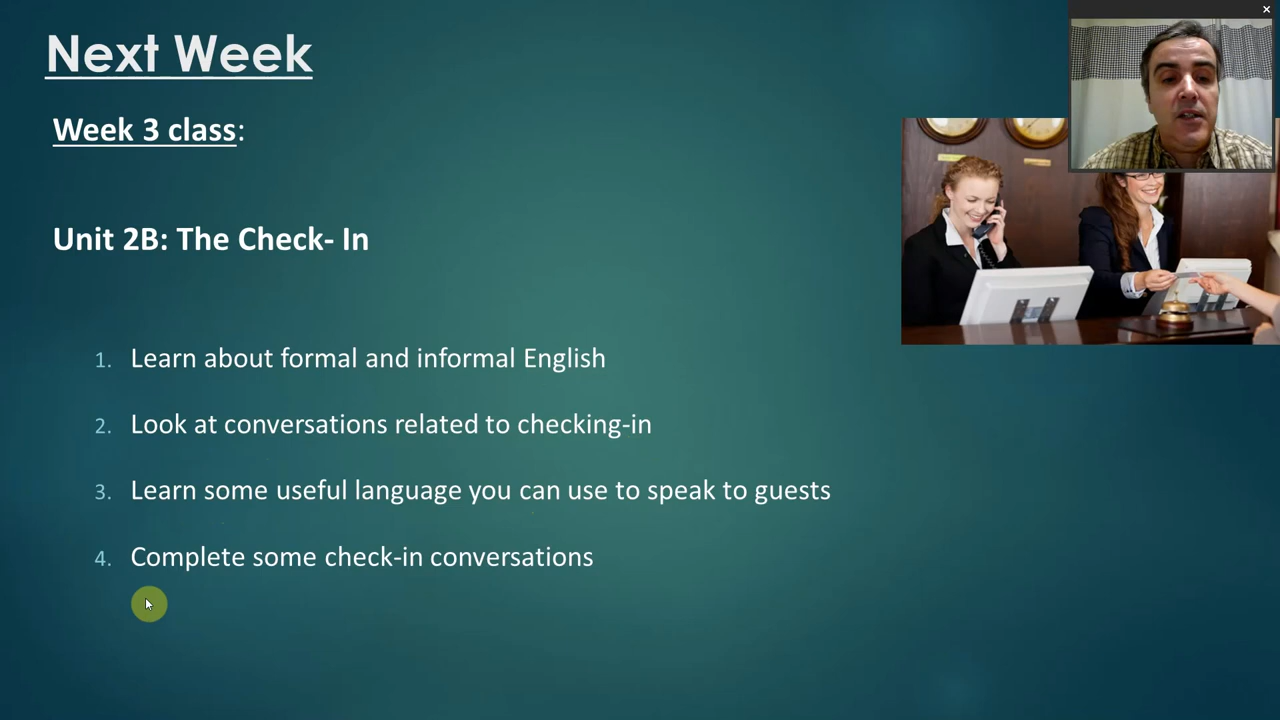 Next Week
Week 3 class:
Unit 2B: The Check- In
1. Learn about formal and informal English
2. Look at conversations related to checking-in
3. Learn some useful language you can use to speak to guests
4. Complete some check-in conversations